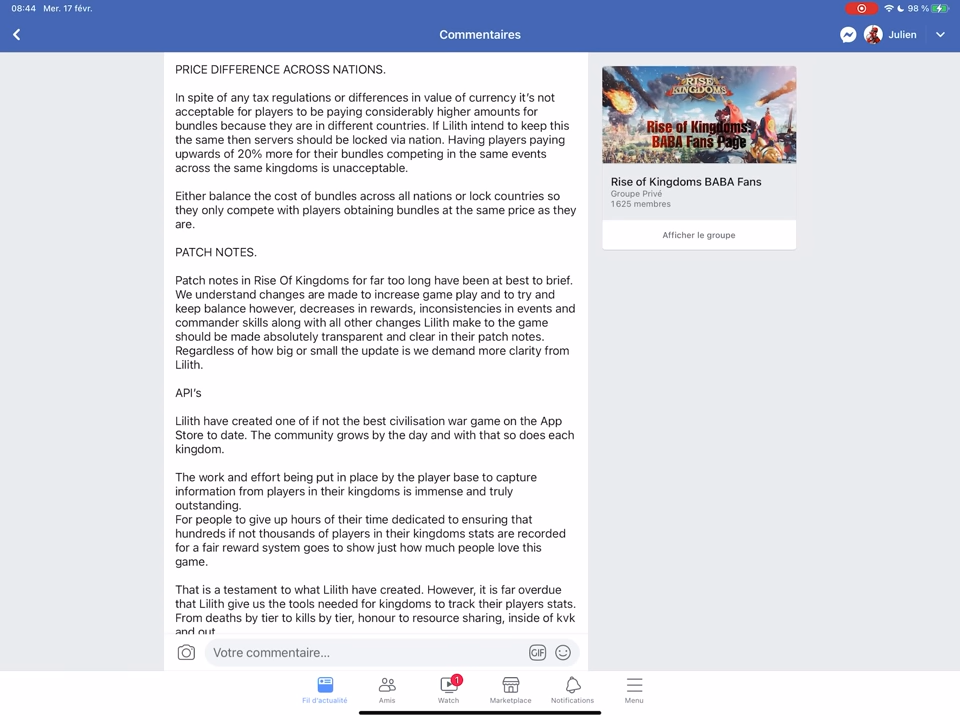 08:44 Mer. 17 févr.
98 %
Commentaires
Julien
PRICE DIFFERENCE ACROSS NATIONS.
In spite of any tax regulations or differences in value of currency it's not
acceptable for players to be paying considerably higher amounts for
bundles because they are in different countries. If Lilith intend to keep this
the same then servers should be locked via nation. Having players paying
upwards of 20% more for their bundles competing in the same events
across the same kingdoms is unacceptable.
Either balance the cost of bundles across all nations or lock countries so
they only compete with players obtaining bundles at the same price as they
are.
PATCH NOTES.
Patch notes in Rise Of Kingdoms for far too long have been at best to brief.
We understand changes are made to increase game play and to try and
keep balance however, decreases in rewards, inconsistencies in events and
commander skills along with all other changes Lilith make to the game
should be made absolutely transparent and clear in their patch notes.
Regardless of how big or small the update is we demand more clarity from
Lilith.
API's
Lilith have created one of if not the best civilisation war game on the App
Store to date. The community grows by the day and with that so does each
kingdom.
The work and effort being put in place by the player base to capture
information from players in their kingdoms is immense and truly
outstanding.
For people to give up hours of their time dedicated to ensuring that
hundreds if not thousands of players in their kingdoms stats are recorded
for a fair reward system goes to show just how much people love this
game.
That is a testament to what Lilith have created. However, it is far overdue
that Lilith give us the tools needed for kingdoms to track their players stats.
From deaths by tier to kills by tier, honour to resource sharing, inside of kvk
and out
RISE OF
KINGDOMS
Rise of Kingdoms:
BABA Fans Page
Rise of Kingdoms BABA Fans
Groupe Privé
1 625 membres
Afficher le groupe
Votre commentaire...
GIF
1
Fil d'actualité
Amis
Watch
Marketplace
Notifications
Menu